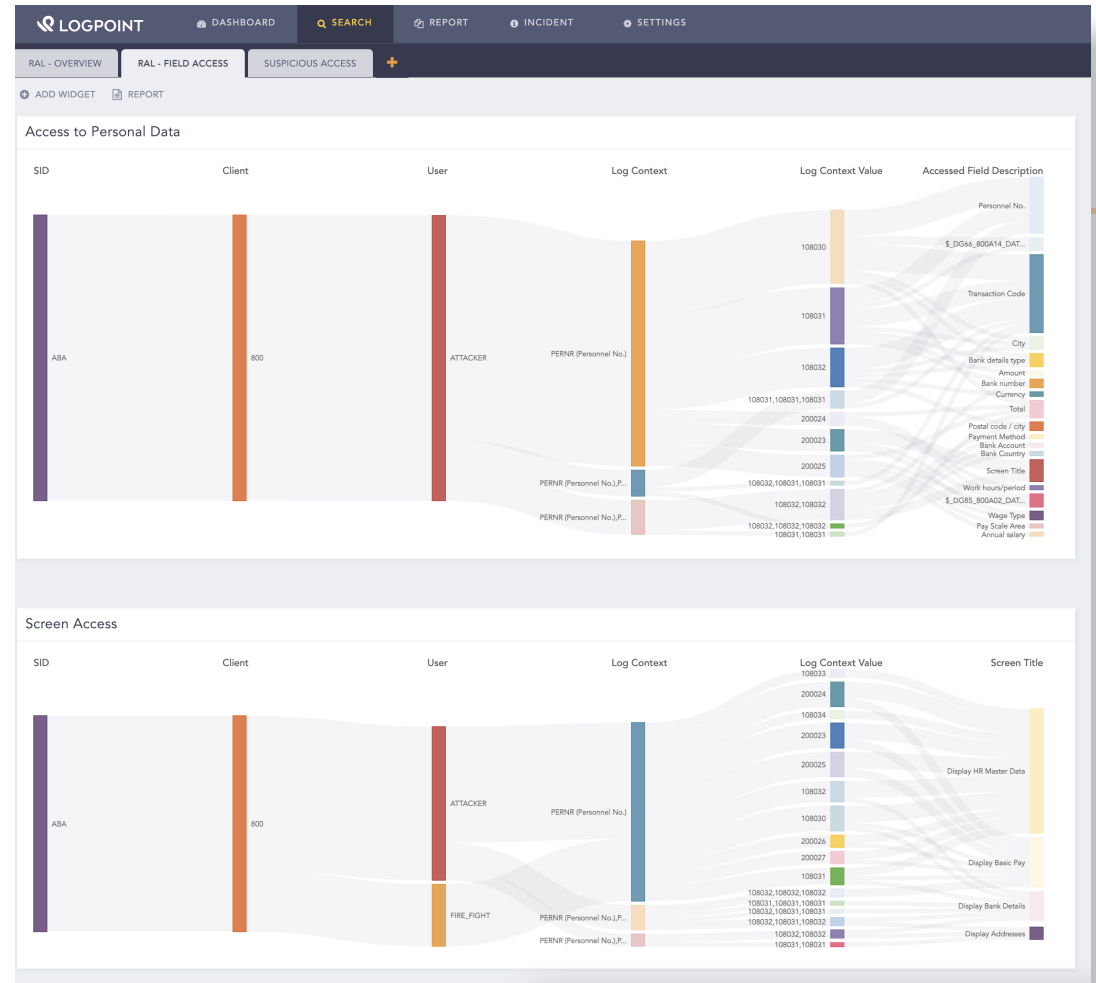 LOGPOINT
DASHBOARD
SEARCH
REPORT
INCIDENT
SETTINGS
RAL - OVERVIEW
RAL - FIELD ACCESS
SUSPICIOUS ACCESS
ADD WIDGET
REPORT
Access to Personal Data
SID
Client
User
Log Context
Log Context Value
Accessed Field Description
ABA
800
ATTACKER
PERNR (Personnel No.)
PERNR (Personnel No.),P...
PERNR (Personnel No.),P...
108030
108031
108032
108031,108031,108031
200024
200023
200025
108032,108031,108031
108032,108032
108032,108032,108032
108031,108031
Personnel No.
$_DG66_800A14_DAT...
Transaction Code
City
Bank details type
Amount
Bank number
Currency
Total
Postal code / city
Payment Method
Bank Account
Bank Country
Screen Title
Work hours/period
$_DG85_800A02_DAT...
Wage Type
Pay Scale Area
Annual salary
Screen Access
SID
Client
User
Log Context
Log Context Value
Screen Title
ABA
800
ATTACKER
FIRE_FIGHT
PERNR (Personnel No.)
PERNR (Personnel No.),P...
PERNR (Personnel No.),P...
108033
200024
108034
200023
200025
108032
108030
200026
200027
108031
108032,108032,108032
108031,108031,108031
108032,108031,108031
108031,108031,108032
108032,108032
108031,108031
Display HR Master Data
Display Basic Pay
Display Bank Details
Display Addresses